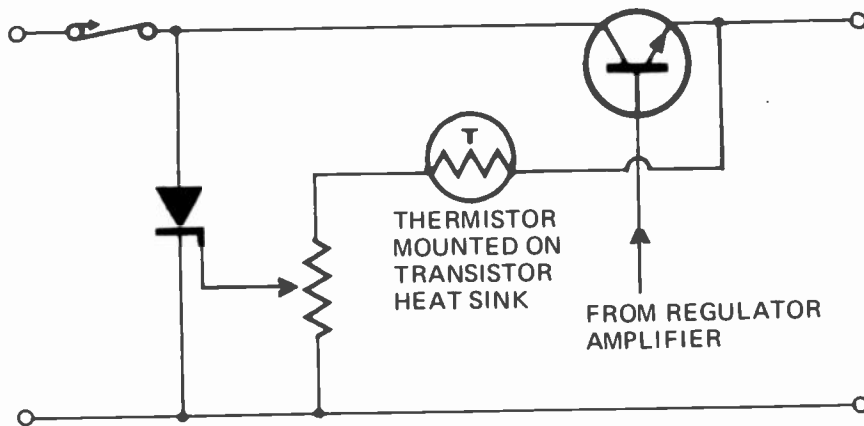 T
THERMISTOR
MOUNTED ON
TRANSISTOR
HEAT SINK
FROM REGULATOR
AMPLIFIER